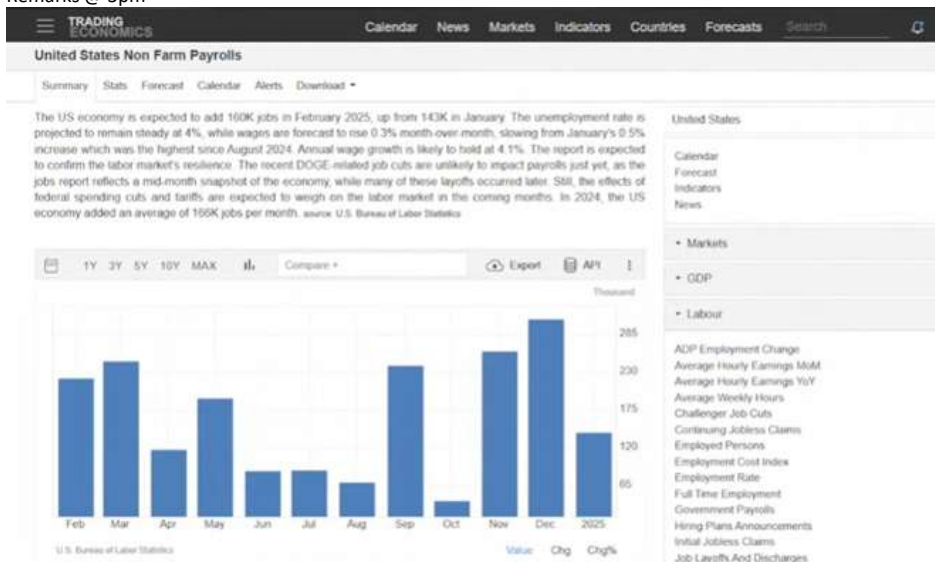 Remarks @ 3pm
TRADING
ECONOMICS
Calendar News Markets Indicators Countries Forecasts Search
United States Non Farm Payrolls
Summary Stats Forecast Calendar Alerts Download
The US economy is expected to add 160K jobs in February 2025, up from 143K in January. The unemployment rate is
projected to remain steady at 4%, while wages are forecast to rise 0.3% month-over-month, slowing from January's 0.5%
increase which was the highest since August 2024. Annual wage growth is likely to hold at 4.1%. The report is expected
to confirm the labor market's resilience. The recent DOGE-related job cuts are unlikely to impact payrolls just yet, as the
jobs report reflects a mid-month snapshot of the economy, while many of these layoffs occurred later. Still, the effects of
federal spending cuts and tariffs are expected to weigh on the labor market in the coming months. In 2024, the US
economy added an average of 166K jobs per month. source: U.S. Bureau of Labor Statistics
United States
Calendar
Forecast
Indicators
News
Markets
GDP
Labour
ADP Employment Change
Average Hourly Earnings MoM
Average Hourly Earnings YoY
Average Weekly Hours
Challenger Job Cuts
Continuing Jobless Claims
Employed Persons
Employment Cost Index
Employment Rate
Full Time Employment
Government Payrolls
Hiring Plans Announcements
Initial Jobless Claims
Job Layoffs And Discharges
1Y 3Y 5Y 10Y MAX Compare + Export API
Thousand
285
230
175
120
65
Feb Mar Apr May Jun Jul Aug Sep Oct Nov Dec 2025
U.S. Bureau of Labor Statistics
Value Chg Chg%